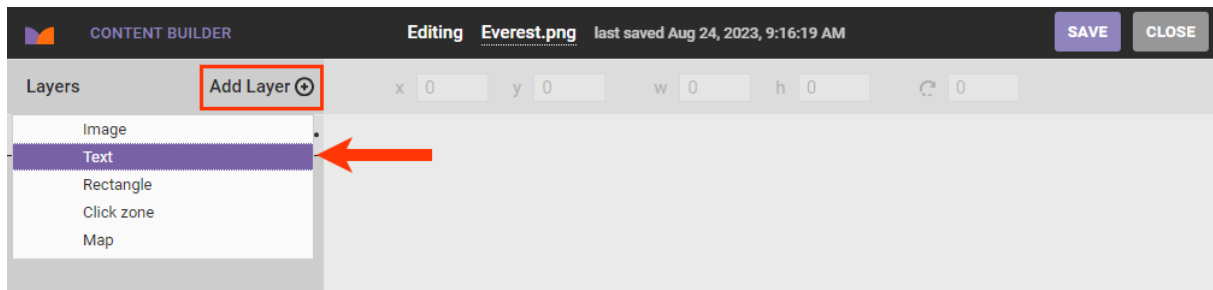 CONTENT BUILDER Editing Everest.png last saved Aug 24, 2023, 9:16:19 AM SAVE CLOSE
Layers Add Layer x 0 y 0 w 0 h 0 0
Image
Text
Rectangle
Click zone
Map